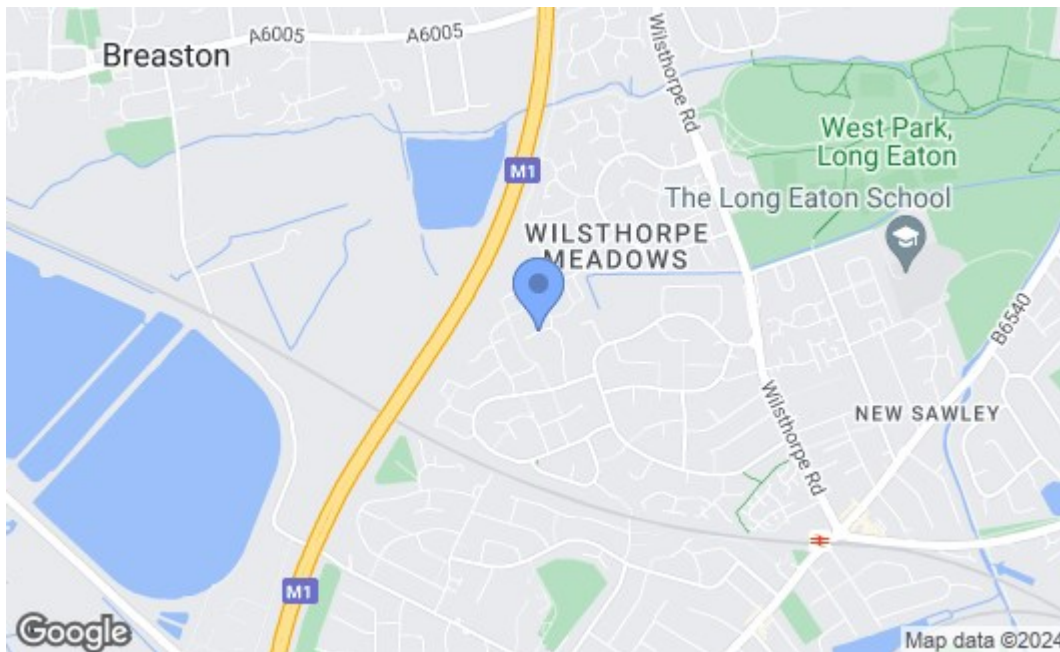 A6005
A6005
Breaston
Wilsthorpe Rd
West Park,
Long Eaton
M1
The Long Eaton School
WILSTHORPE
MEADOWS
B6540
Wilsthorpe Rd
NEW SAWLEY
M1
Google
Map data ©2024